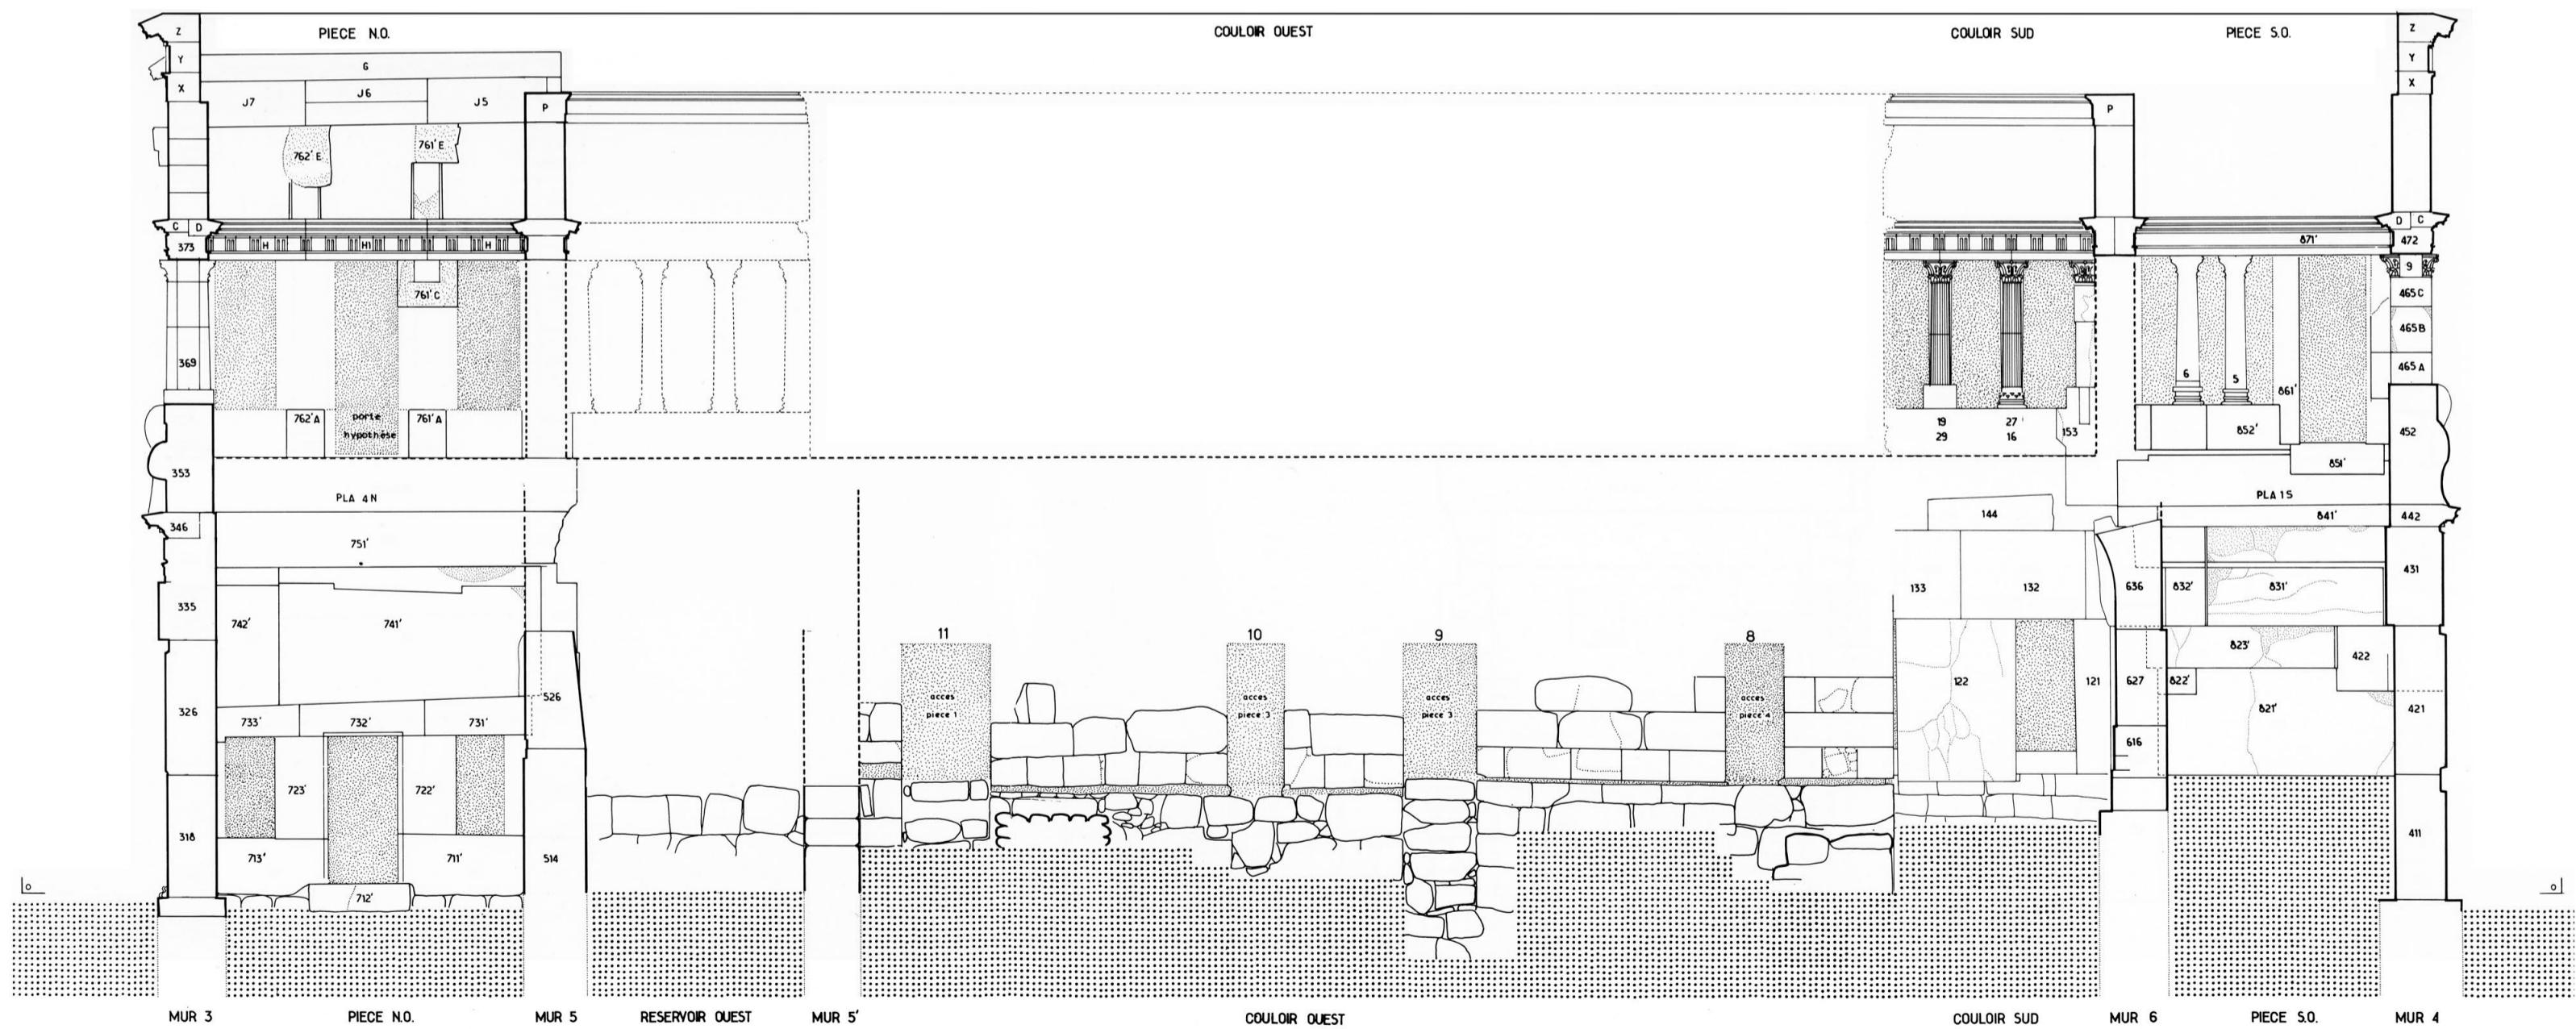 PIECE N.O. COULOIR OUEST COULOIR SUD PIECE S.O.
Z Z
Y G Y
X J7 J6 J5 P P X
762' E 761' E
C D D C
373 H H1 H 871' 472
9
761' C 465 C
465 B
369 6 5 465 A
861'
762' A porte 761' A 19 27
hypothèse 29 16 153 852' 452
353 851'
PLA 4 N PLA 1 S
346 144 841' 442
751'
431
335 133 132 636 832' 831'
742' 741'
11 10 9 8
823' 422
526 acces acces acces acces 122 121 627 822'
326 733' 732' 731' piece 1 piece 3 piece 3 piece 4 821' 421
616
723' 722'
318 713' 711' 514 411
o o
712'
MUR 3 PIECE N.O. MUR 5 RESERVOIR OUEST MUR 5' COULOIR OUEST COULOIR SUD MUR 6 PIECE S.O. MUR 4